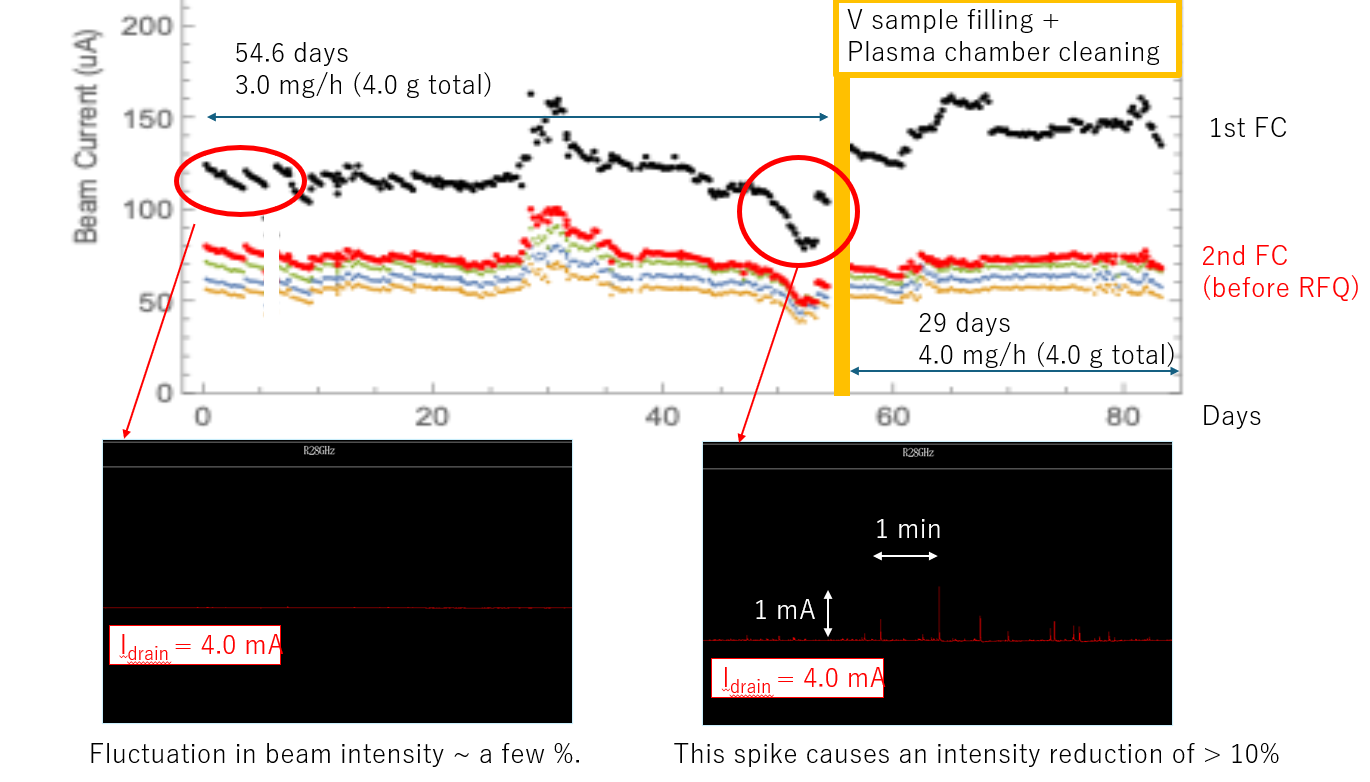 200
150
100
50
0
Beam Current (uA)
54.6 days
3.0 mg/h (4.0 g total)
V sample filling +
Plasma chamber cleaning
1st FC
2nd FC
(before RFQ)
29 days
4.0 mg/h (4.0 g total)
0 20 40 60 80
Days
R28GHz
Idrain = 4.0 mA
R28GHz
1 min
1 mA
Idrain = 4.0 mA
Fluctuation in beam intensity ~ a few %.
This spike causes an intensity reduction of > 10%